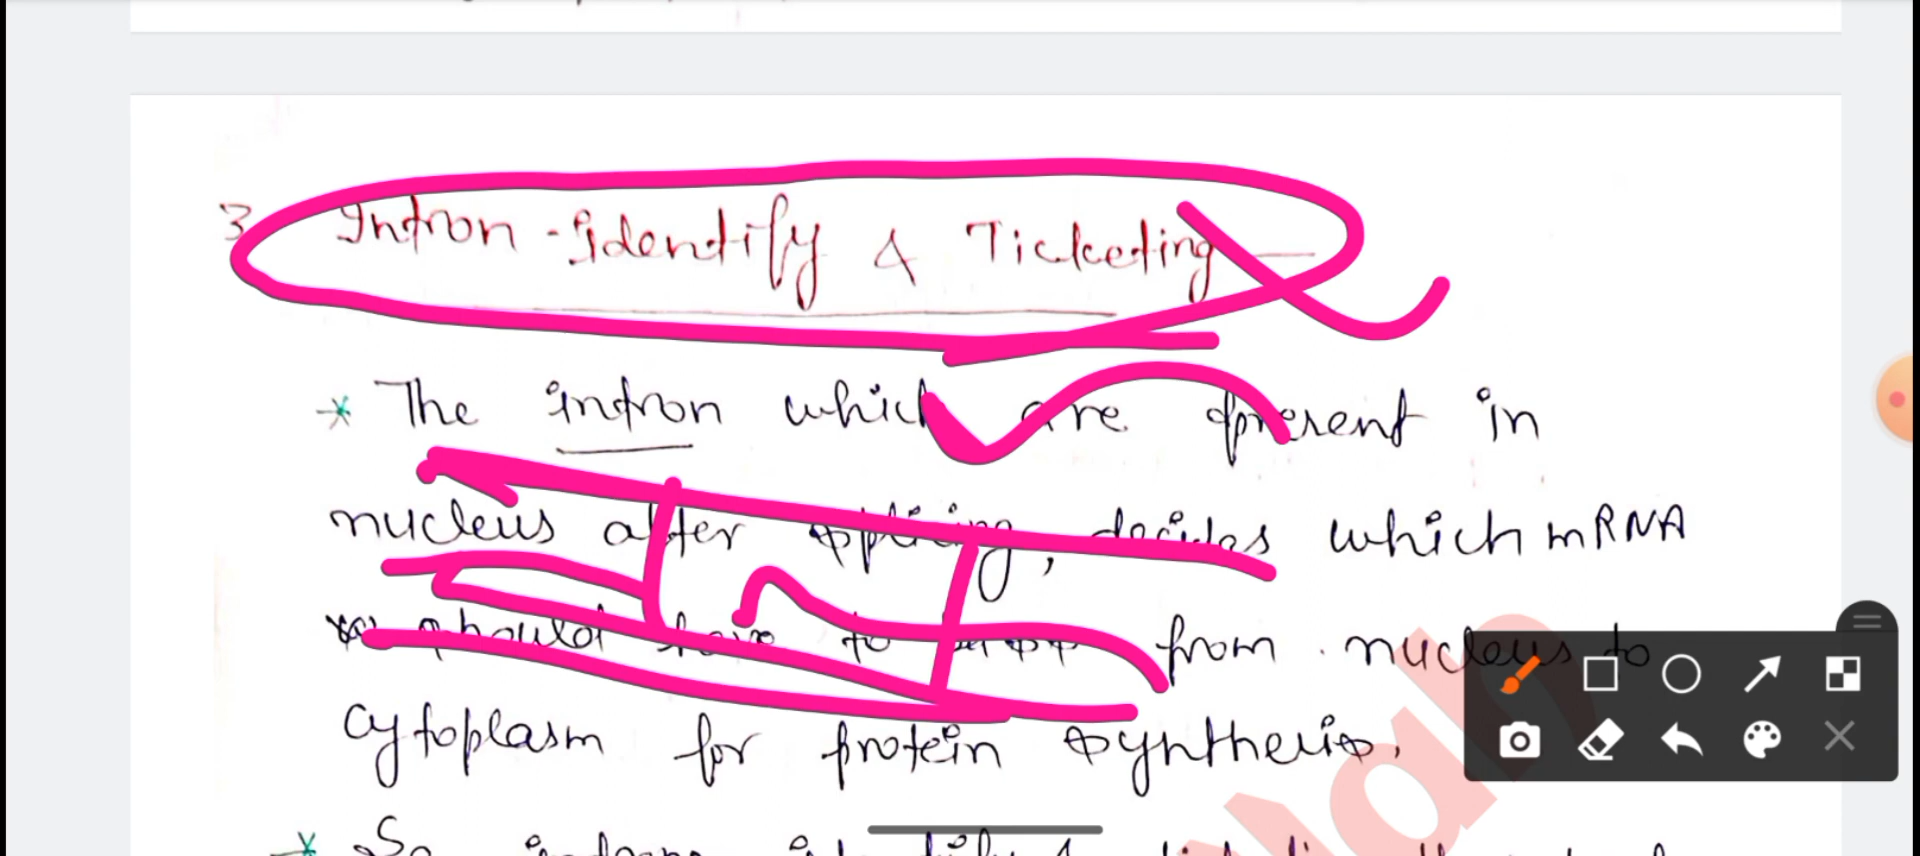 3 Intron - Identify & Ticketing
* The intron which are present in
nucleus after splicing, decides which mRNA
should have to from nucleus to
cytoplasm for protein synthesis.
* So